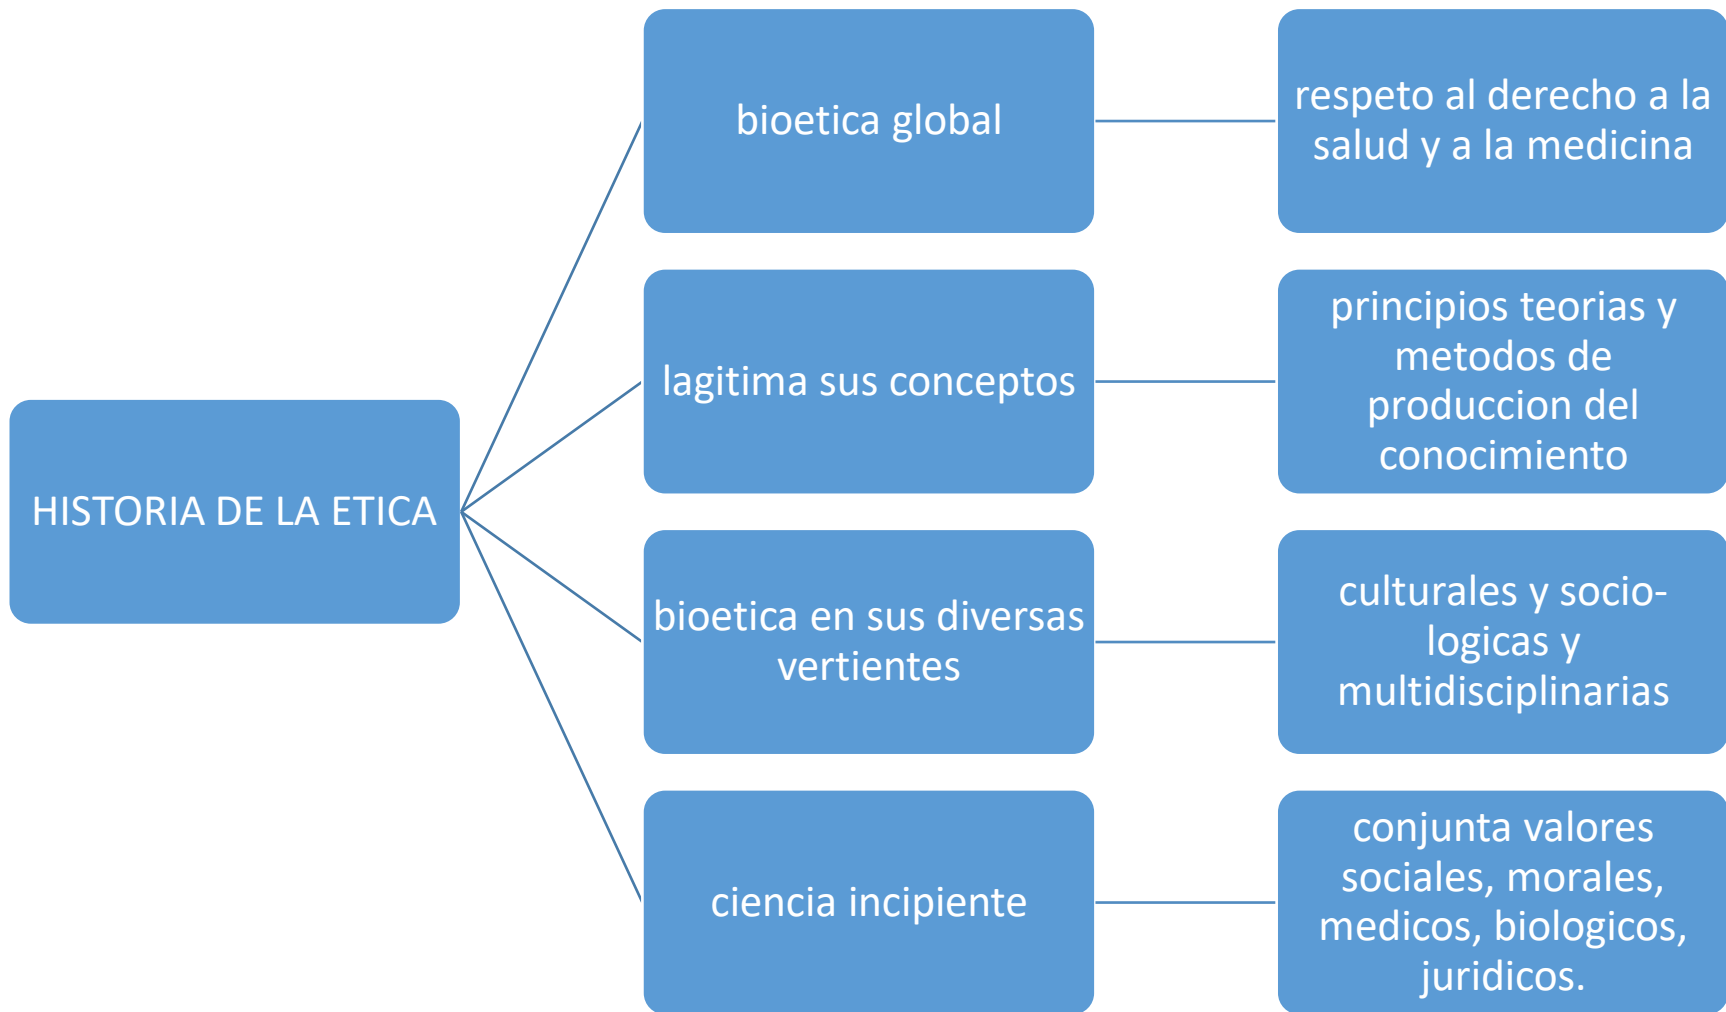 HISTORIA DE LA ETICA
bioetica global
respeto al derecho a la
salud y a la medicina
lagitima sus conceptos
principios teorias y
metodos de
produccion del
conocimiento
bioetica en sus diversas
vertientes
culturales y socio-
logicas y
multidisciplinarias
ciencia incipiente
conjunta valores
sociales, morales,
medicos, biologicos,
juridicos.